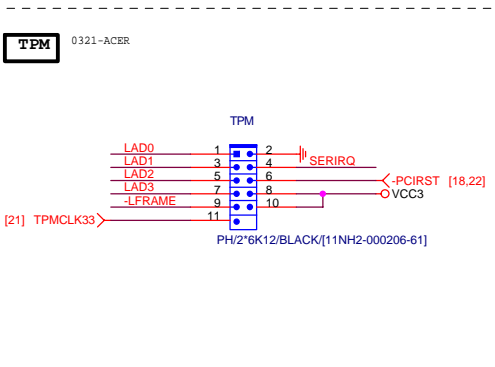 TPM 0321-ACER
TPM
LAD0 1 2
LAD1 3 4 SERIRQ
LAD2 5 6 -PCIRST [18,22]
LAD3 7 8 VCC3
-LFRAME 9 10
[21] TPMCLK33 11
PH/2*6K12/BLACK/[11NH2-000206-61]